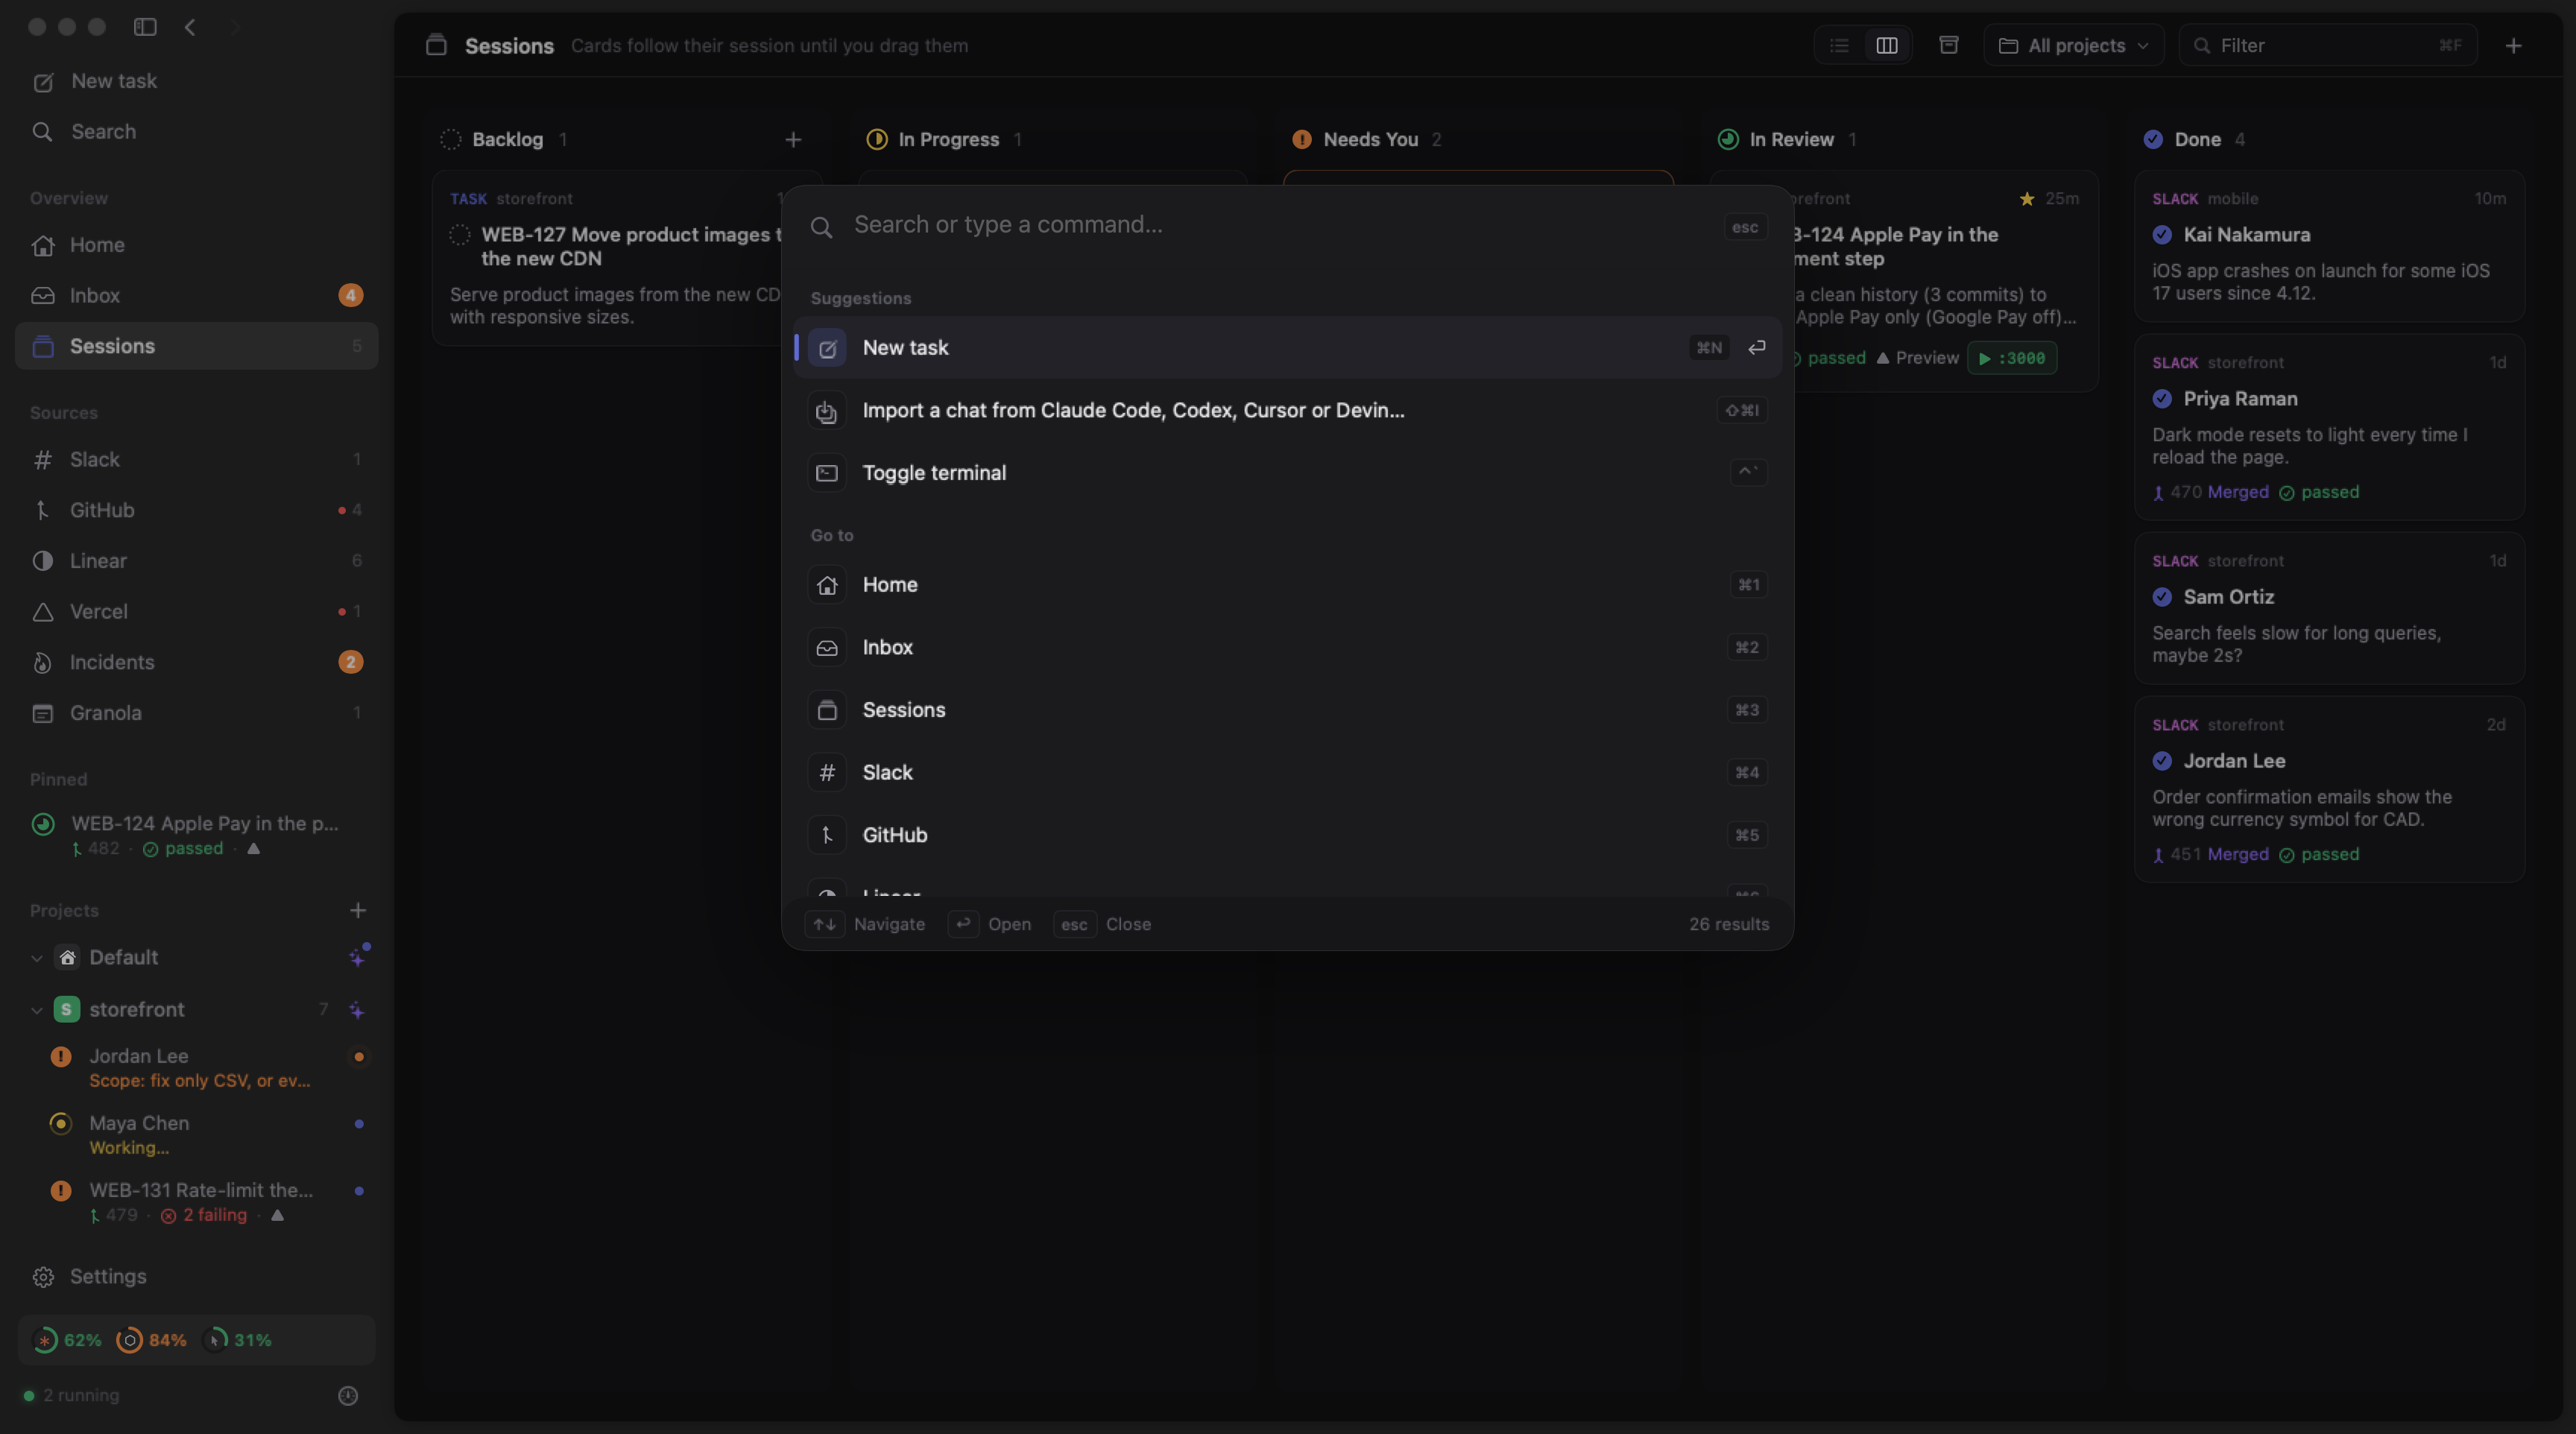 New task
Search
Overview
Home
Inbox 4
Sessions 5
Sources
Slack 1
GitHub 4
Linear 6
Vercel 1
Incidents 2
Granola 1
Pinned
WEB-124 Apple Pay in the p...
482 · passed ·
Projects
Default
S storefront 7
Jordan Lee
Scope: fix only CSV, or ev...
Maya Chen
Working...
WEB-131 Rate-limit the...
479 · 2 failing ·
Settings
62% 84% 31%
2 running
Sessions Cards follow their session until you drag them
All projects
Filter ⌘F
Backlog 1
TASK storefront
WEB-127 Move product images
the new CDN
Serve product images from the new CD
with responsive sizes.
In Progress 1
Needs You 2
In Review 1
orefront 25m
-124 Apple Pay in the
ment step
a clean history (3 commits) to
Apple Pay only (Google Pay off)...
passed Preview :3000
Done 4
SLACK mobile 10m
Kai Nakamura
iOS app crashes on launch for some iOS
17 users since 4.12.
SLACK storefront 1d
Priya Raman
Dark mode resets to light every time I
reload the page.
470 Merged passed
SLACK storefront 1d
Sam Ortiz
Search feels slow for long queries,
maybe 2s?
SLACK storefront 2d
Jordan Lee
Order confirmation emails show the
wrong currency symbol for CAD.
451 Merged passed
Search or type a command... esc
Suggestions
New task ⌘N
Import a chat from Claude Code, Codex, Cursor or Devin... ⇧⌘I
Toggle terminal ^`
Go to
Home ⌘1
Inbox ⌘2
Sessions ⌘3
Slack ⌘4
GitHub ⌘5
↑↓ Navigate ↵ Open esc Close 26 results